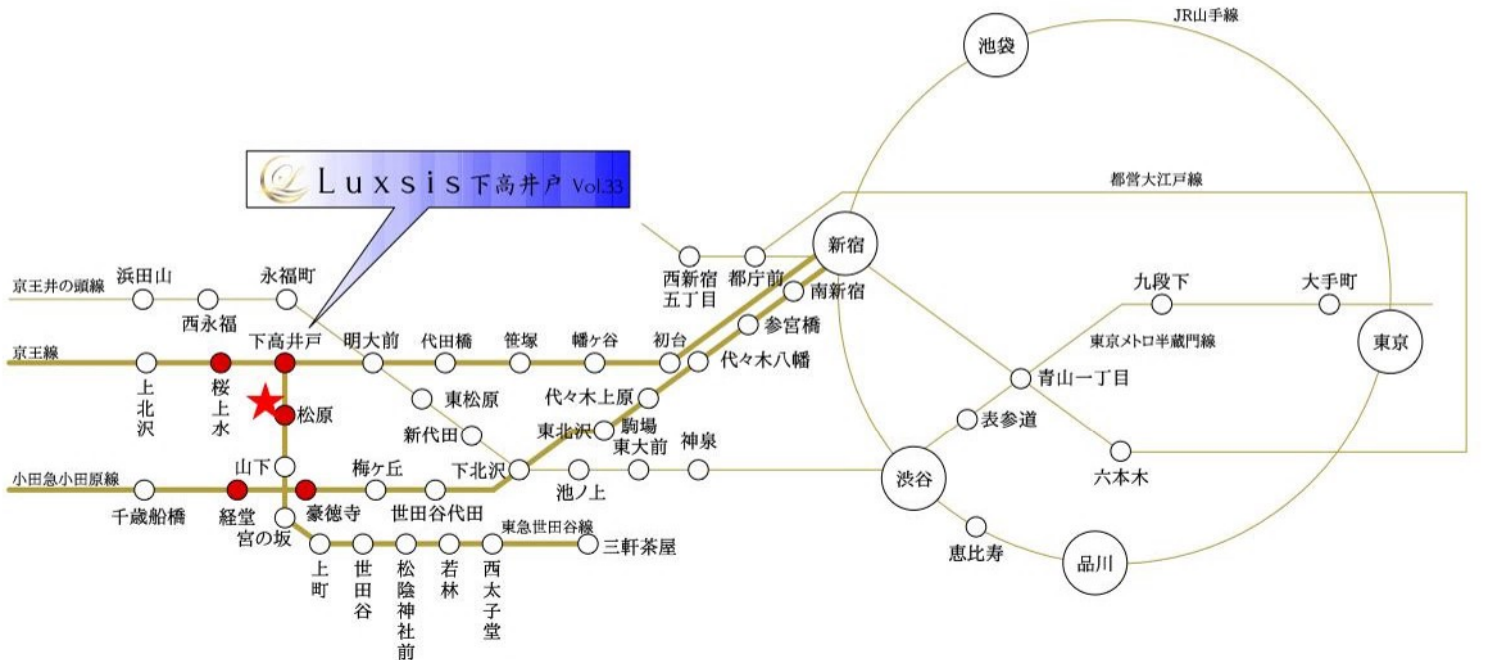 JR山手線
池袋
Luxsis下高井戸 Vol.33
都営大江戸線
新宿
西新宿
五丁目
都庁前
南新宿
京王井の頭線
浜田山
西永福
永福町
九段下
大手町
参宮橋
東京メトロ半蔵門線
東京
京王線
上北沢
桜上水
下高井戸
明大前
代田橋
笹塚
幡ヶ谷
初台
代々木八幡
青山一丁目
松原
東松原
代々木上原
表参道
新代田
東北沢
駒場
東大前
神泉
山下
梅ヶ丘
下北沢
池ノ上
渋谷
六本木
小田急小田原線
千歳船橋
経堂
豪徳寺
世田谷代田
宮の坂
東急世田谷線
三軒茶屋
恵比寿
品川
上町
世田谷
松陰神社前
若林
西太子堂